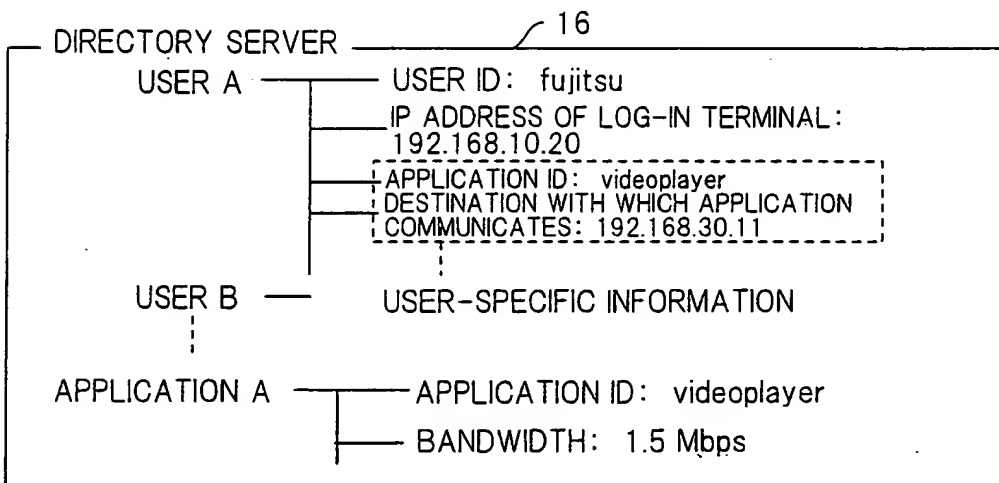 16
DIRECTORY SERVER
USER A
USER ID: fujitsu
IP ADDRESS OF LOG-IN TERMINAL:
192.168.10.20
APPLICATION ID: videoplayer
DESTINATION WITH WHICH APPLICATION
COMMUNICATES: 192.168.30.11
USER B
USER-SPECIFIC INFORMATION
APPLICATION A
APPLICATION ID: videoplayer
BANDWIDTH: 1.5 Mbps